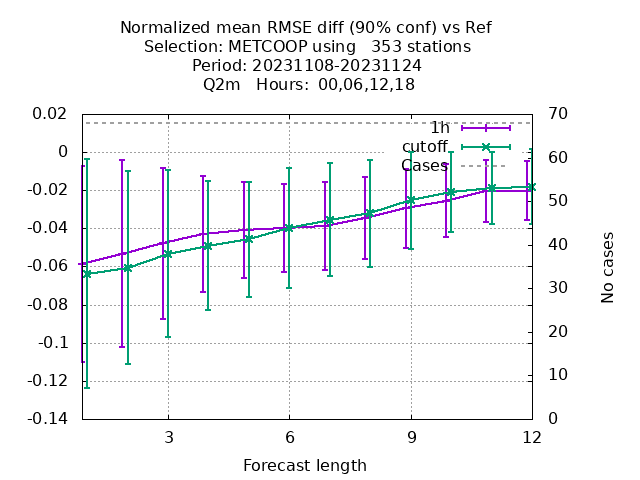 Normalized mean RMSE diff (90% conf) vs Ref
Selection: METCOOP using   353 stations
Period: 20231108-20231124
Q2m   Hours:  00,06,12,18
0.02
0
-0.02
-0.04
-0.06
-0.08
-0.1
-0.12
-0.14
70
60
50
40
30
20
10
0
1h
cutoff
Cases
No cases
3
6
9
12
Forecast length